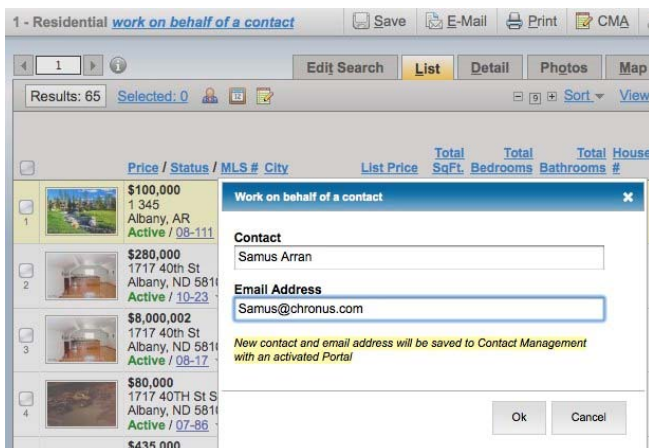 1 - Residential work on behalf of a contact Save E-Mail Print CMA
1 Edit Search List Detail Photos Map
Results: 65 Selected: 0 9 Sort View
Total Total Total House
Price / Status / MLS # City List Price SqFt. Bedrooms Bathrooms #
1
$100,000
1 345
Albany, AR
Active / 08-111
2
$280,000
1717 40th St
Albany, ND 5810
Active / 10-23
3
$8,000,002
1717 40th St
Albany, ND 5810
Active / 08-17
4
$80,000
1717 40TH St S
Albany, ND 5810
Active / 07-86
$435,000
Work on behalf of a contact
Contact
Samus Arran
Email Address
Samus@chronus.com
New contact and email address will be saved to Contact Management
with an activated Portal
Ok Cancel